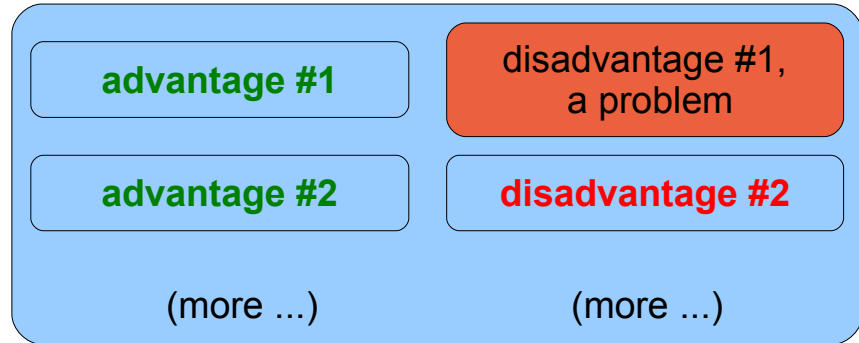 advantage #1
disadvantage #1,
a problem
advantage #2
disadvantage #2
(more ...)
(more ...)